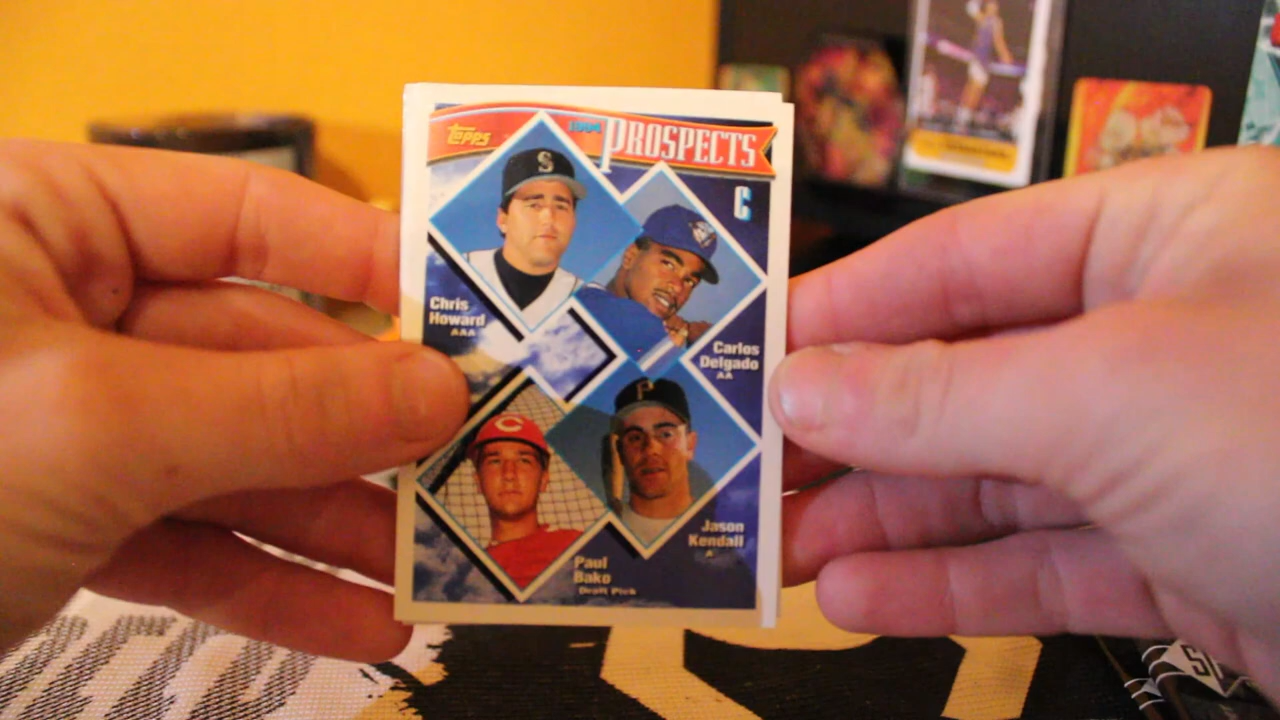 Topps 1994 PROSPECTS
C
S
Chris
Howard
AAA
Carlos
Delgado
AA
P
C
Jason
Kendall
A
Paul
Bako
Draft Pick